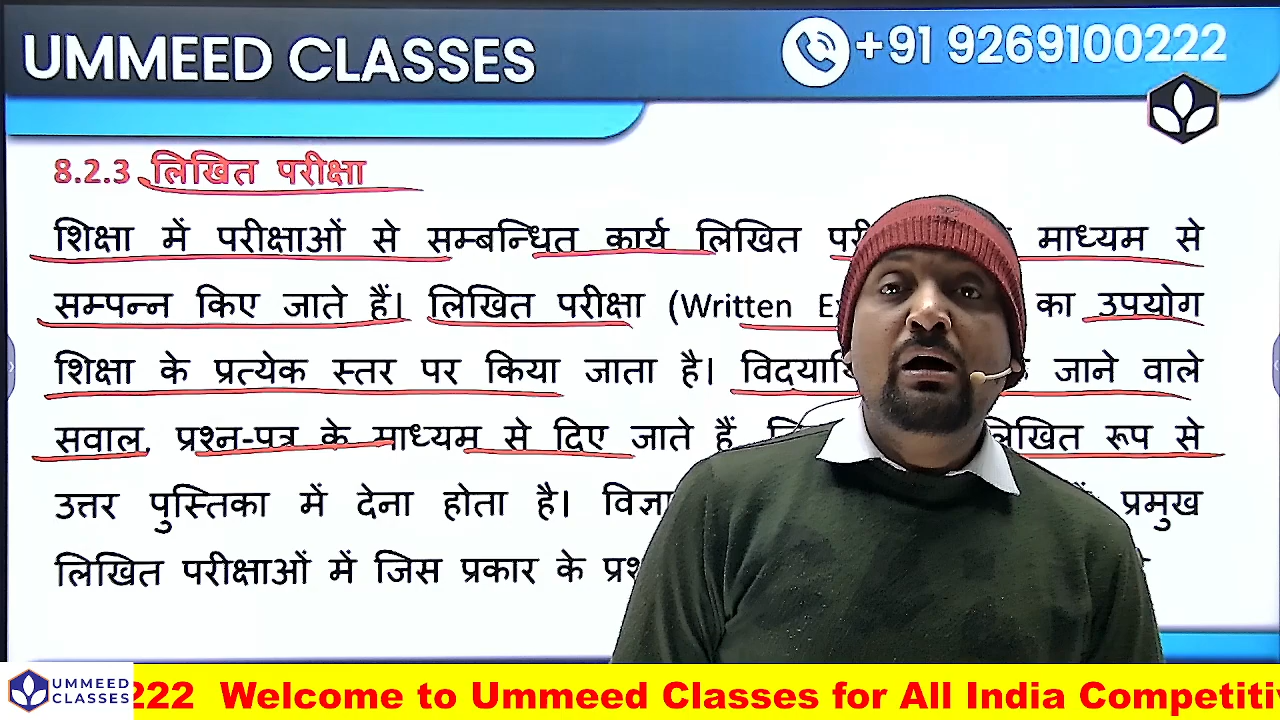 UMMEED CLASSES
+91 9269100222
8.2.3 लिखित परीक्षा
शिक्षा में परीक्षाओं से सम्बन्धित कार्य लिखित माध्यम से
सम्पन्न किए जाते हैं। लिखित परीक्षा (Written का उपयोग
शिक्षा के प्रत्येक स्तर पर किया जाता है। जाने वाले
सवाल, प्रश्न-पत्र के माध्यम से दिए जाते हैं, लिखित रूप से
उत्तर पुस्तिका में देना होता है। प्रमुख
लिखित परीक्षाओं में जिस प्रकार के
UMMEED CLASSES
222 Welcome to Ummeed Classes for All India